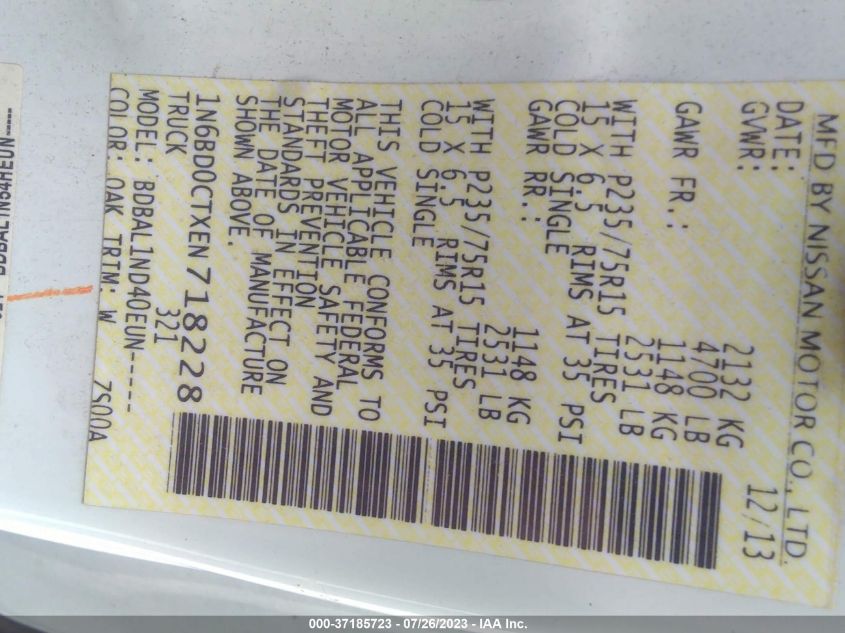 MFD BY NISSAN MOTOR CO., LTD.
DATE: 12/13
GVWR: 2132 KG
4700 LB
GAWR FR.: 1148 KG
2531 LB
WITH P235/75R15 TIRES
15 X 6.5 RIMS AT 35 PSI
COLD SINGLE
GAWR RR.: 1148 KG
2531 LB
WITH P235/75R15 TIRES
15 X 6.5 RIMS AT 35 PSI
COLD SINGLE
THIS VEHICLE CONFORMS TO
ALL APPLICABLE FEDERAL
MOTOR VEHICLE SAFETY AND
THEFT PREVENTION
STANDARDS IN EFFECT ON
THE DATE OF MANUFACTURE
SHOWN ABOVE.
1N6BD0CTXEN718228
TRUCK 321
MODEL: BDBAL1ND40EUN-----
COLOR: QAK TRIM: W 7S00A
000-37185723 - 07/26/2023 - IAA Inc.